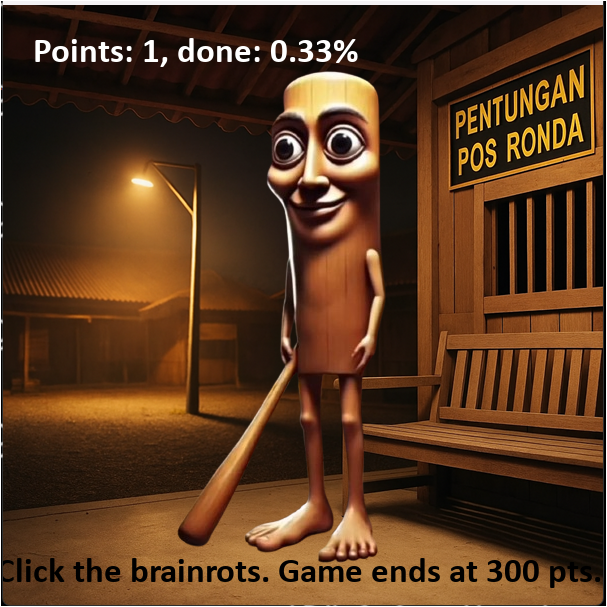 Points: 1, done: 0.33%
PENTUNGAN
POS RONDA
Click the brainrots. Game ends at 300 pts.